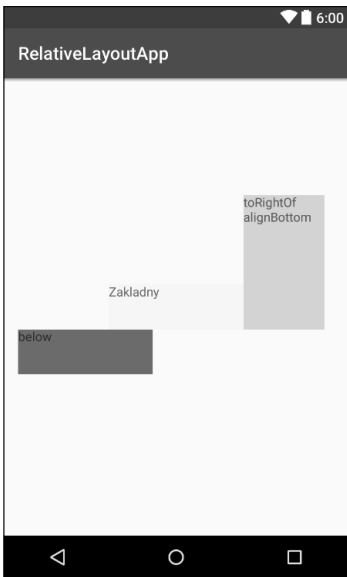 6:00
RelativeLayoutApp
toRightOf
alignBottom
Zakladny
below